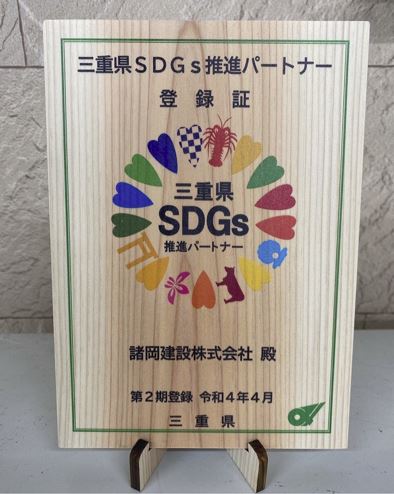 三重県ＳＤＧｓ推進パートナー
登録証
三重県
SDGs
推進パートナー
諸岡建設株式会社 殿
第２期登録 令和４年４月
三重県